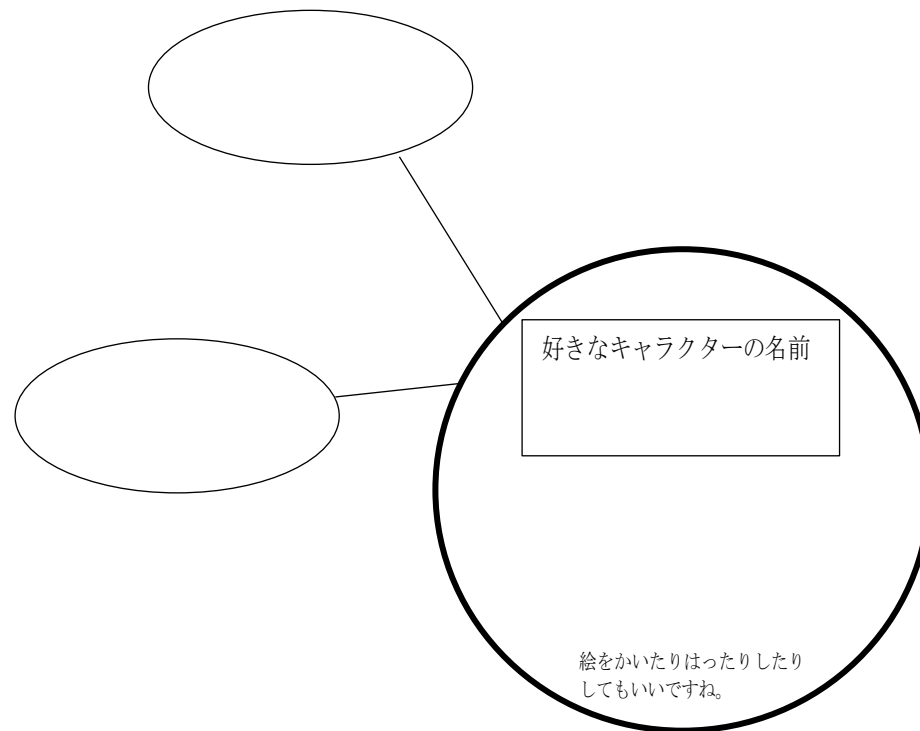 好きなキャラクターの名前
絵をかいたりはったりしたり
してもいいですね。